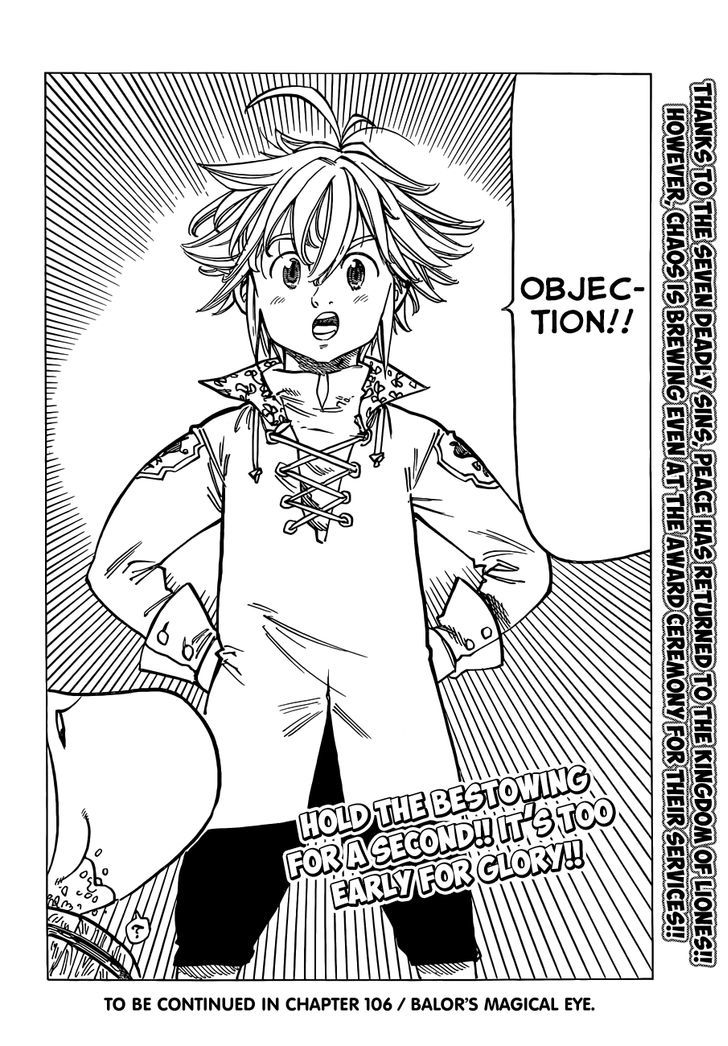 OBJEC-
TION!!
THANKS TO THE SEVEN DEADLY SINS, PEACE HAS RETURNED TO THE KINGDOM OF LIONES!!
HOWEVER, CHAOS IS BREWING EVEN AT THE AWARD CEREMONY FOR THEIR SERVICES!!
HOLD THE BESTOWING
FOR A SECOND!! IT'S TOO
EARLY FOR GLORY!!
?
TO BE CONTINUED IN CHAPTER 106 / BALOR'S MAGICAL EYE.